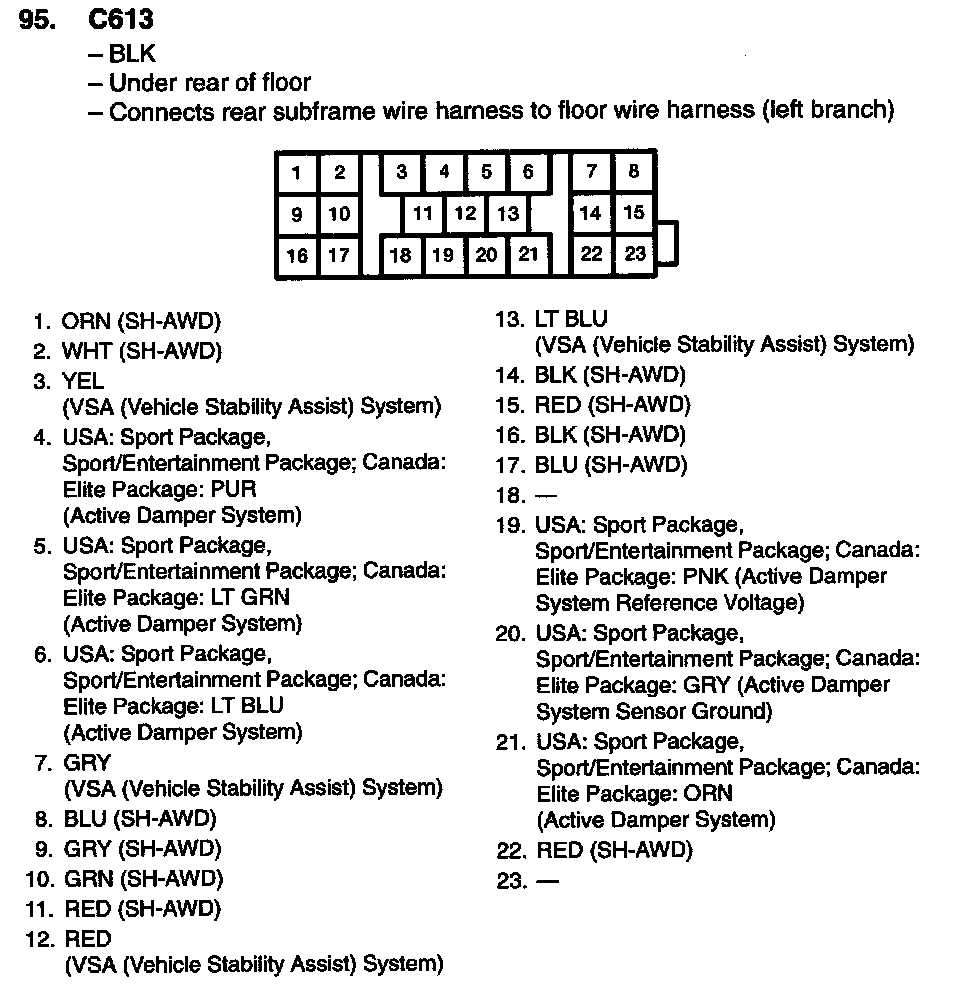 95. C613
– BLK
– Under rear of floor
– Connects rear subframe wire harness to floor wire harness (left branch)
1 2 3 4 5 6 7 8
9 10 11 12 13 14 15
16 17 18 19 20 21 22 23
1. ORN (SH-AWD)
2. WHT (SH-AWD)
3. YEL
(VSA (Vehicle Stability Assist) System)
4. USA: Sport Package,
Sport/Entertainment Package; Canada:
Elite Package: PUR
(Active Damper System)
5. USA: Sport Package,
Sport/Entertainment Package; Canada:
Elite Package: LT GRN
(Active Damper System)
6. USA: Sport Package,
Sport/Entertainment Package; Canada:
Elite Package: LT BLU
(Active Damper System)
7. GRY
(VSA (Vehicle Stability Assist) System)
8. BLU (SH-AWD)
9. GRY (SH-AWD)
10. GRN (SH-AWD)
11. RED (SH-AWD)
12. RED
(VSA (Vehicle Stability Assist) System)
13. LT BLU
(VSA (Vehicle Stability Assist) System)
14. BLK (SH-AWD)
15. RED (SH-AWD)
16. BLK (SH-AWD)
17. BLU (SH-AWD)
18. —
19. USA: Sport Package,
Sport/Entertainment Package; Canada:
Elite Package: PNK (Active Damper
System Reference Voltage)
20. USA: Sport Package,
Sport/Entertainment Package; Canada:
Elite Package: GRY (Active Damper
System Sensor Ground)
21. USA: Sport Package,
Sport/Entertainment Package; Canada:
Elite Package: ORN
(Active Damper System)
22. RED (SH-AWD)
23. —